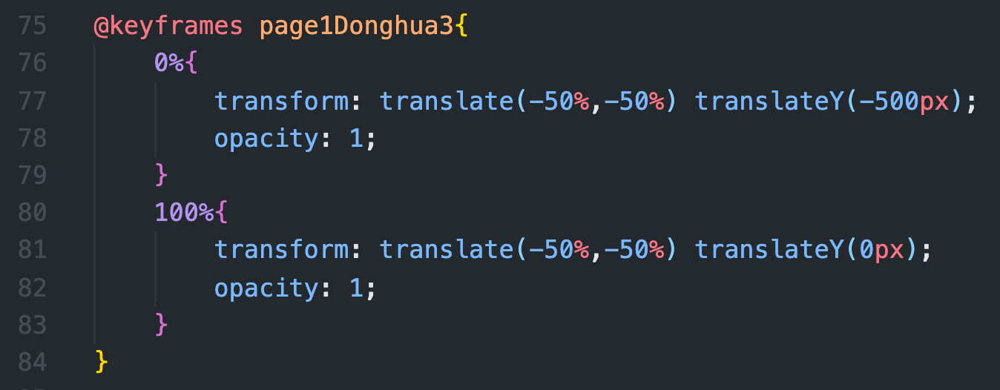 75 @keyframes page1Donghua3{
76 0%{
77 transform: translate(-50%,-50%) translateY(-500px);
78 opacity: 1;
79 }
80 100%{
81 transform: translate(-50%,-50%) translateY(0px);
82 opacity: 1;
83 }
84 }